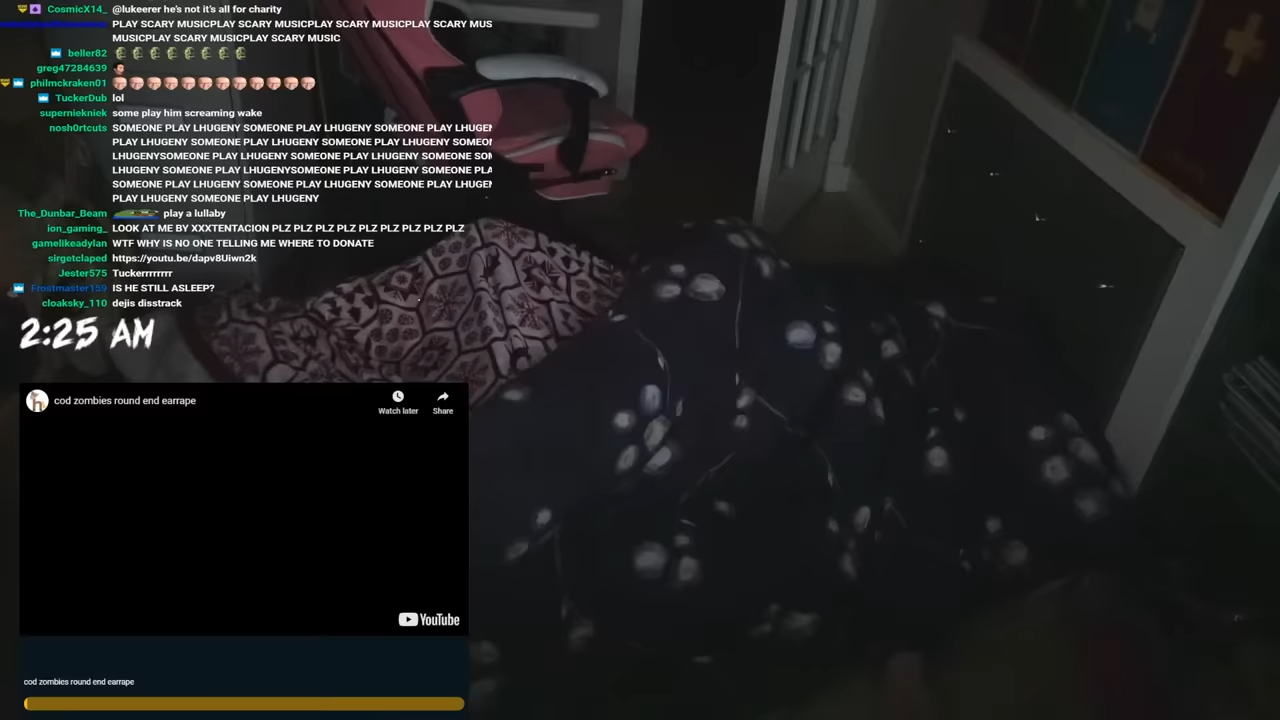 CosmicX14_ @lukeerer he's not it's all for charity
PLAY SCARY MUSICPLAY SCARY MUSICPLAY SCARY MUSICPLAY SCARY MUS
MUSICPLAY SCARY MUSICPLAY SCARY MUSIC
beller82
greg47284639
philmckraken01
TuckerDub lol
superniekniek some play him screaming wake
nosh0rtcuts SOMEONE PLAY LHUGENY SOMEONE PLAY LHUGENY SOMEONE PLAY LHUGEN
PLAY LHUGENY SOMEONE PLAY LHUGENY SOMEONE PLAY LHUGENY SOMEO
LHUGENYSOMEONE PLAY LHUGENY SOMEONE PLAY LHUGENY SOMEONE SOM
LHUGENY SOMEONE PLAY LHUGENYSOMEONE PLAY LHUGENY SOMEONE PLA
SOMEONE PLAY LHUGENY SOMEONE PLAY LHUGENY SOMEONE PLAY LHUGEN
PLAY LHUGENY SOMEONE PLAY LHUGENY
The_Dunbar_Beam play a lullaby
ion_gaming_ LOOK AT ME BY XXXTENTACION PLZ PLZ PLZ PLZ PLZ PLZ PLZ PLZ PLZ
gamelikeadylan WTF WHY IS NO ONE TELLING ME WHERE TO DONATE
sirgetclaped https://youtu.be/dapv8Uiwn2k
Jester575 Tuckerrrrrrrr
Frostmaster159 IS HE STILL ASLEEP?
cloaksky_110 dejis disstrack
2:25 AM
cod zombies round end earrape
Watch later Share
YouTube
cod zombies round end earrape